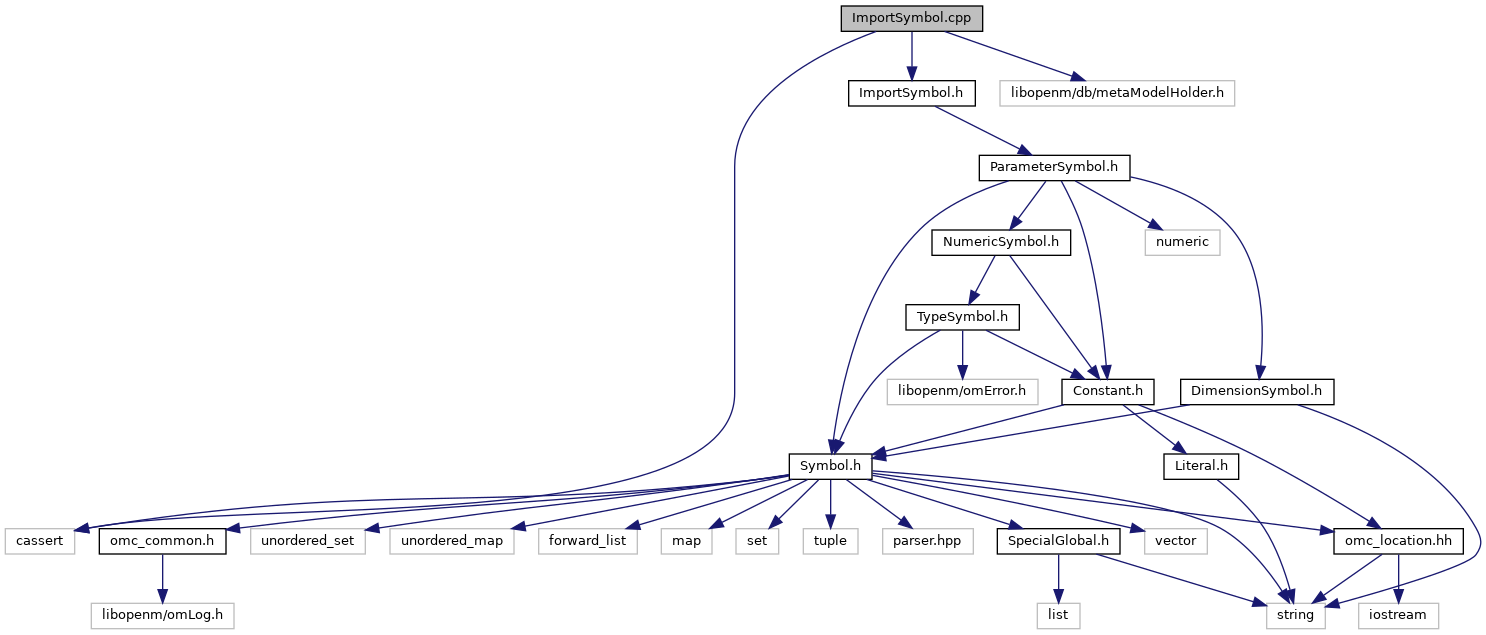 ImportSymbol.cpp
ImportSymbol.h
libopenm/db/metaModelHolder.h
ParameterSymbol.h
NumericSymbol.h
numeric
TypeSymbol.h
libopenm/omError.h
Constant.h
DimensionSymbol.h
Symbol.h
Literal.h
cassert
omc_common.h
unordered_set
unordered_map
forward_list
map
set
tuple
parser.hpp
SpecialGlobal.h
vector
omc_location.hh
libopenm/omLog.h
list
string
iostream